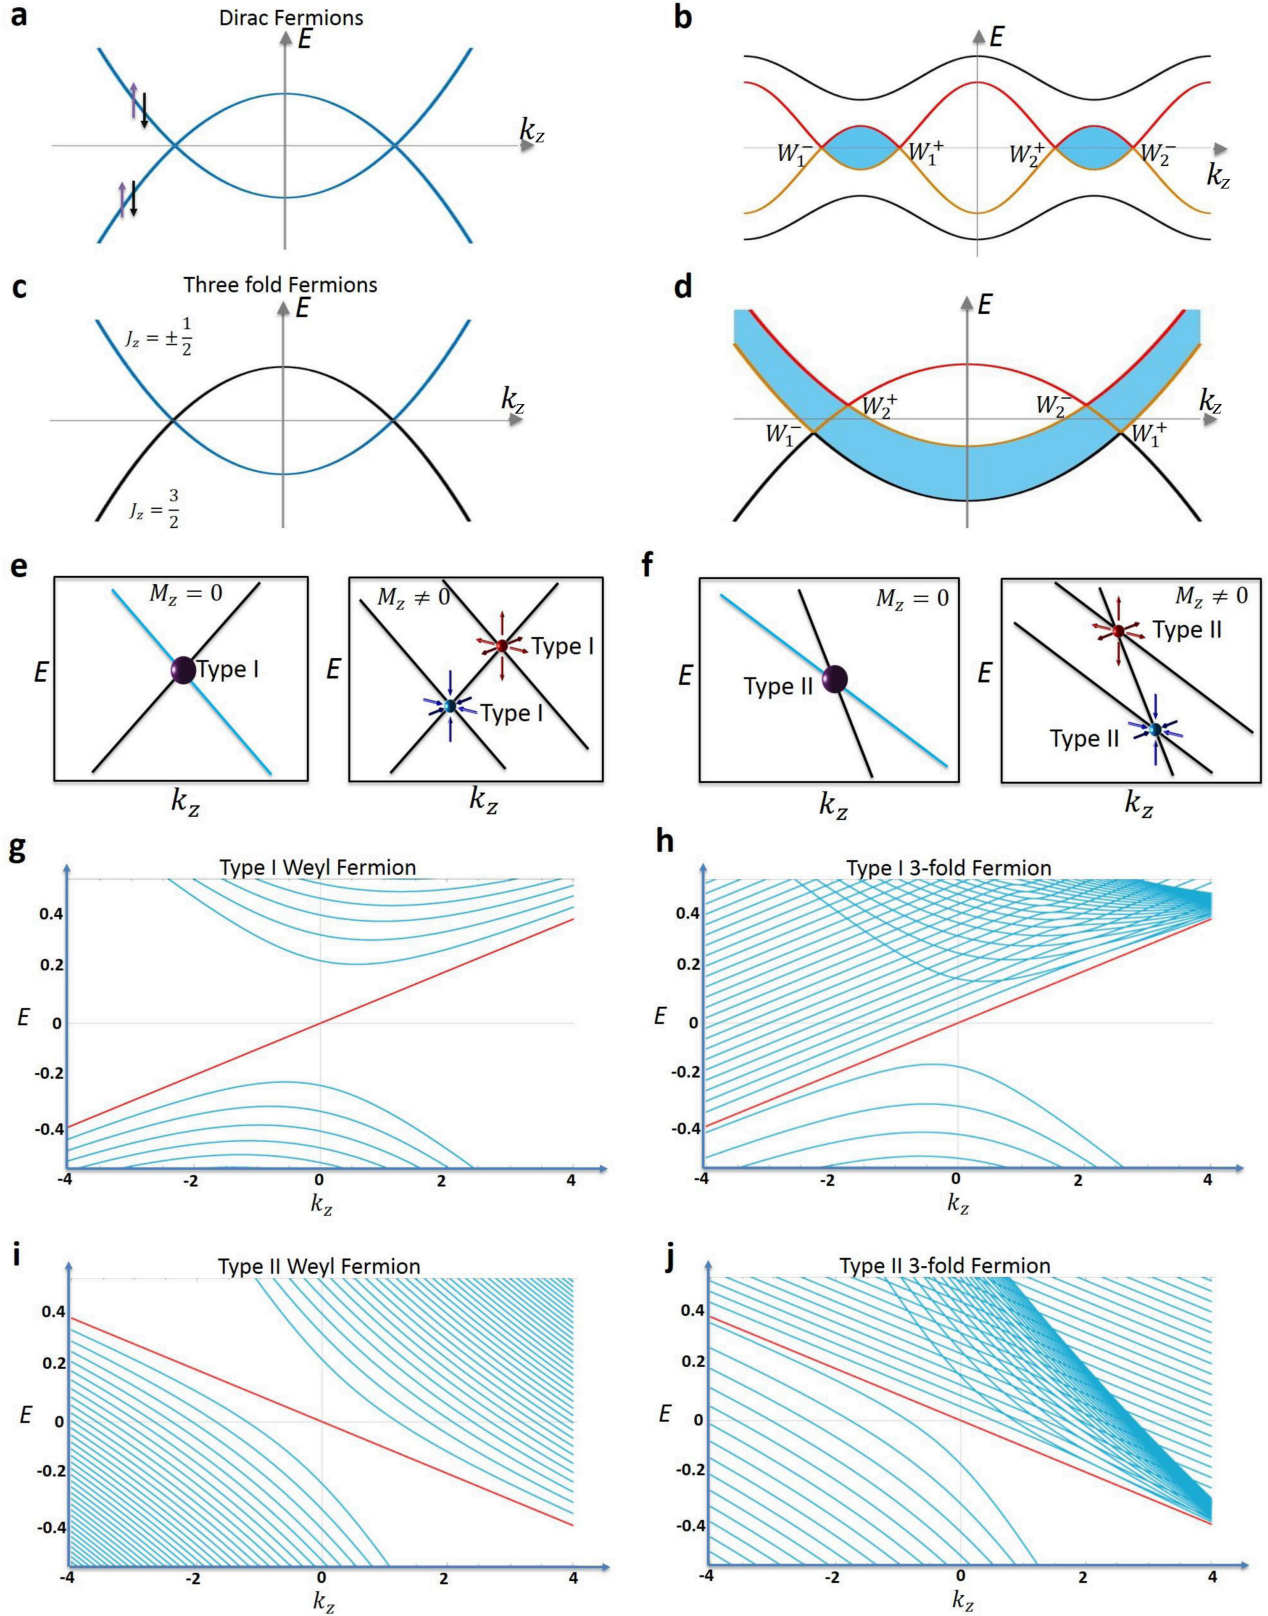 a
Dirac Fermions
E
k_z
b
E
W_1^-
W_1^+
W_2^+
W_2^-
k_z
c
Three fold Fermions
E
J_z = ± 1/2
k_z
J_z = 3/2
d
E
W_2^+
W_2^-
k_z
W_1^-
W_1^+
e
M_z = 0
E
Type I
k_z
M_z ≠ 0
E
Type I
Type I
k_z
f
M_z = 0
E
Type II
k_z
M_z ≠ 0
Type II
E
Type II
k_z
g
Type I Weyl Fermion
0.4
0.2
E
0
-0.2
-0.4
-4 -2 0 2 4
k_z
h
Type I 3-fold Fermion
0.4
0.2
E
0
-0.2
-0.4
-4 -2 0 2 4
k_z
i
Type II Weyl Fermion
0.4
0.2
E
0
-0.2
-0.4
-4 -2 0 2 4
k_z
j
Type II 3-fold Fermion
0.4
0.2
E
0
-0.2
-0.4
-4 -2 0 2 4
k_z